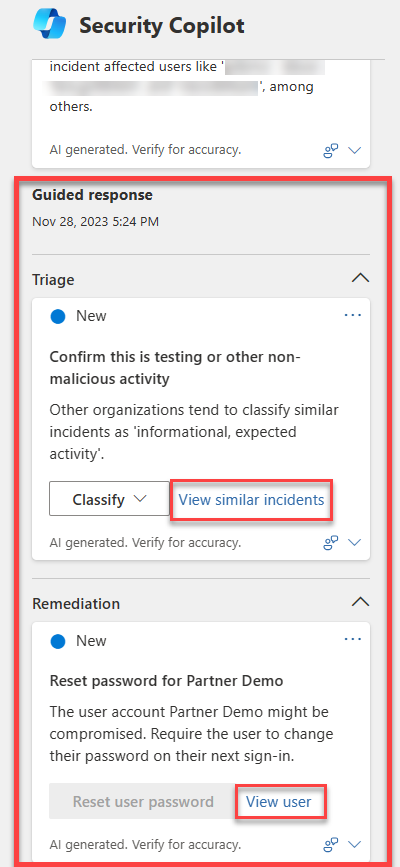 Security Copilot
incident affected users like '
', among
others.
AI generated. Verify for accuracy.
Guided response
Nov 28, 2023 5:24 PM
Triage
New
Confirm this is testing or other non-
malicious activity
Other organizations tend to classify similar
incidents as 'informational, expected
activity'.
Classify View similar incidents
AI generated. Verify for accuracy.
Remediation
New
Reset password for Partner Demo
The user account Partner Demo might be
compromised. Require the user to change
their password on their next sign-in.
Reset user password View user
AI generated. Verify for accuracy.